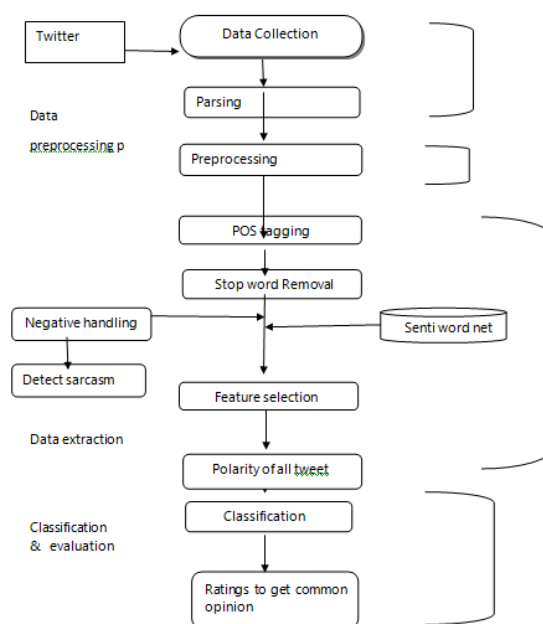 Twitter
Data Collection
Parsing
Data
preprocessing p
Preprocessing
POS tagging
Stop word Removal
Negative handling
Senti word net
Detect sarcasm
Feature selection
Data extraction
Polarity of all tweet
Classification
Classification
& evaluation
Ratings to get common
opinion